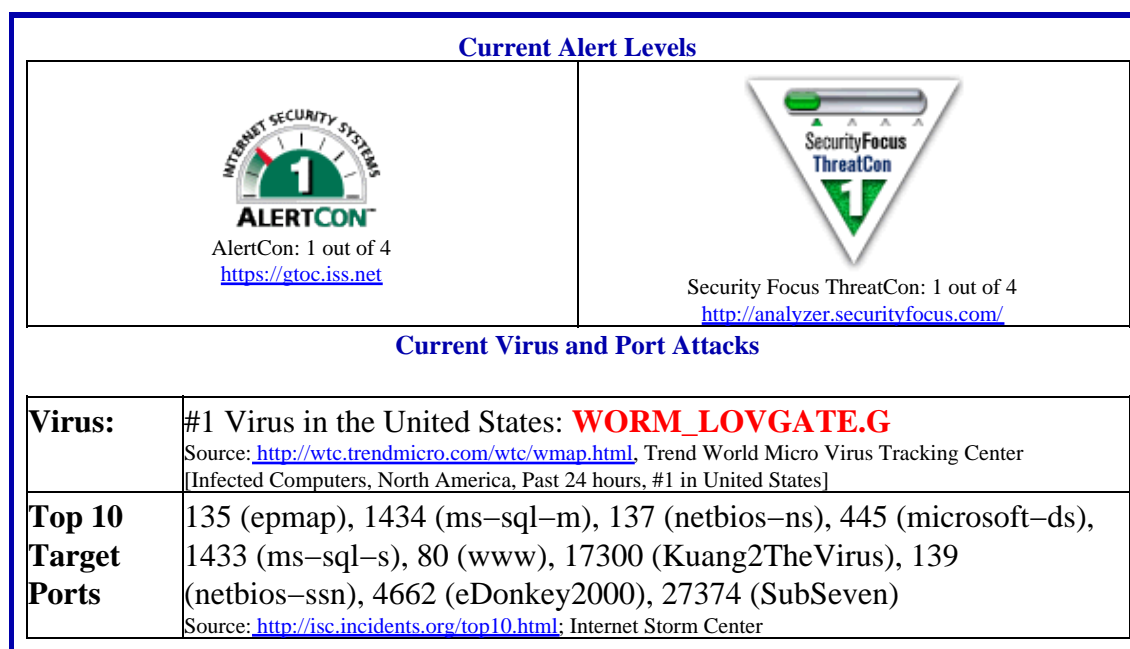 Current Alert Levels
INTERNET SECURITY SYSTEMS
1
ALERTCON™
AlertCon: 1 out of 4
https://gtoc.iss.net
SecurityFocus
ThreatCon
1
Security Focus ThreatCon: 1 out of 4
http://analyzer.securityfocus.com/
Current Virus and Port Attacks
Virus:
#1 Virus in the United States: WORM_LOVGATE.G
Source: http://wtc.trendmicro.com/wtc/wmap.html, Trend World Micro Virus Tracking Center
[Infected Computers, North America, Past 24 hours, #1 in United States]
Top 10
Target
Ports
135 (epmap), 1434 (ms−sql−m), 137 (netbios−ns), 445 (microsoft−ds),
1433 (ms−sql−s), 80 (www), 17300 (Kuang2TheVirus), 139
(netbios−ssn), 4662 (eDonkey2000), 27374 (SubSeven)
Source: http://isc.incidents.org/top10.html; Internet Storm Center